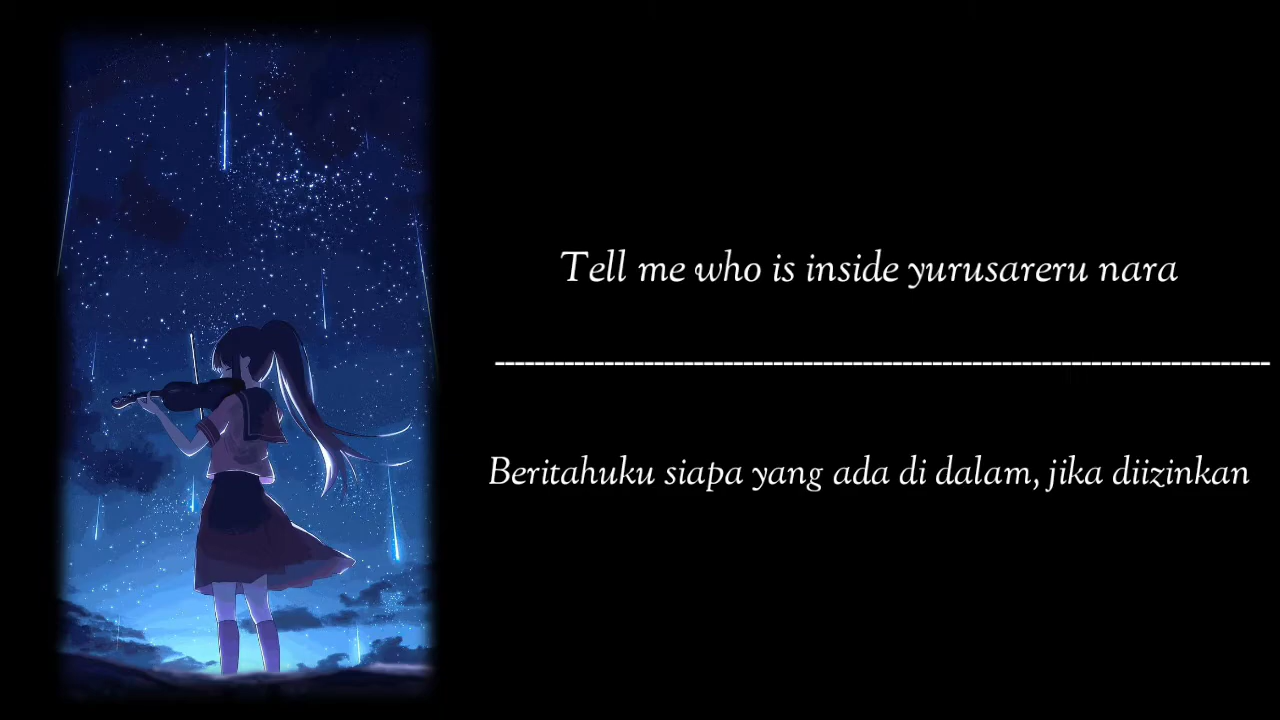 Tell me who is inside yurusareru nara
Beritahuku siapa yang ada di dalam, jika diizinkan